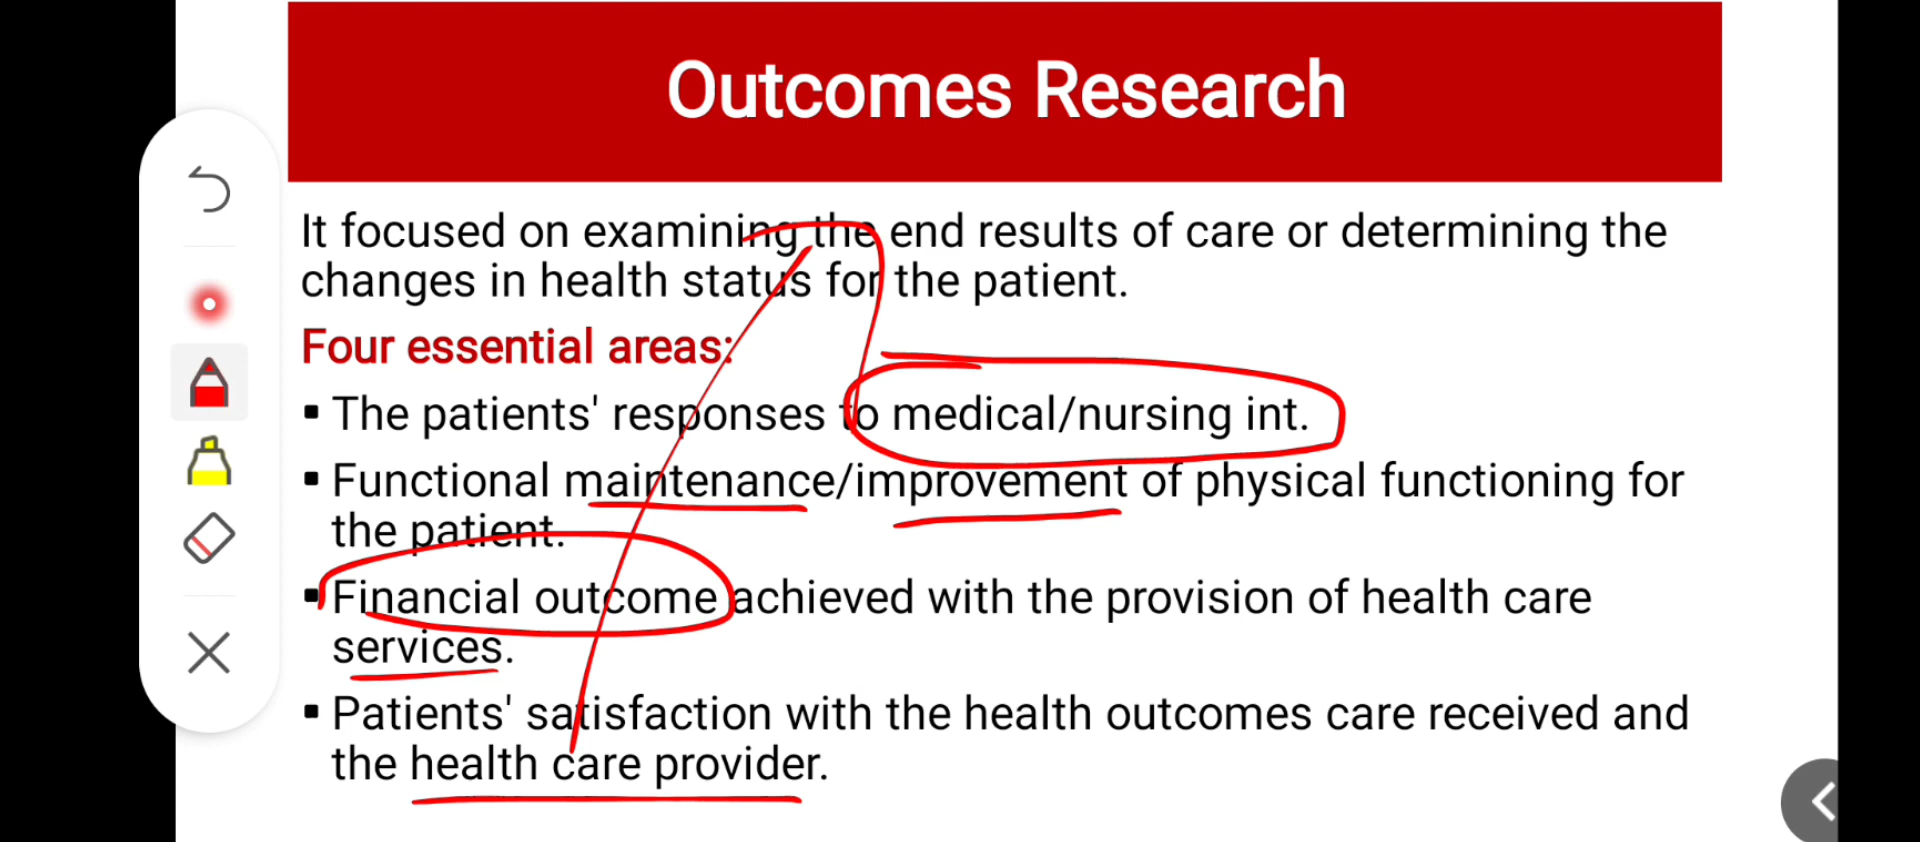 Outcomes Research
It focused on examining the end results of care or determining the
changes in health status for the patient.
Four essential areas:
▪ The patients' responses to medical/nursing int.
▪ Functional maintenance/improvement of physical functioning for
the patient.
▪ Financial outcome achieved with the provision of health care
services.
▪ Patients' satisfaction with the health outcomes care received and
the health care provider.